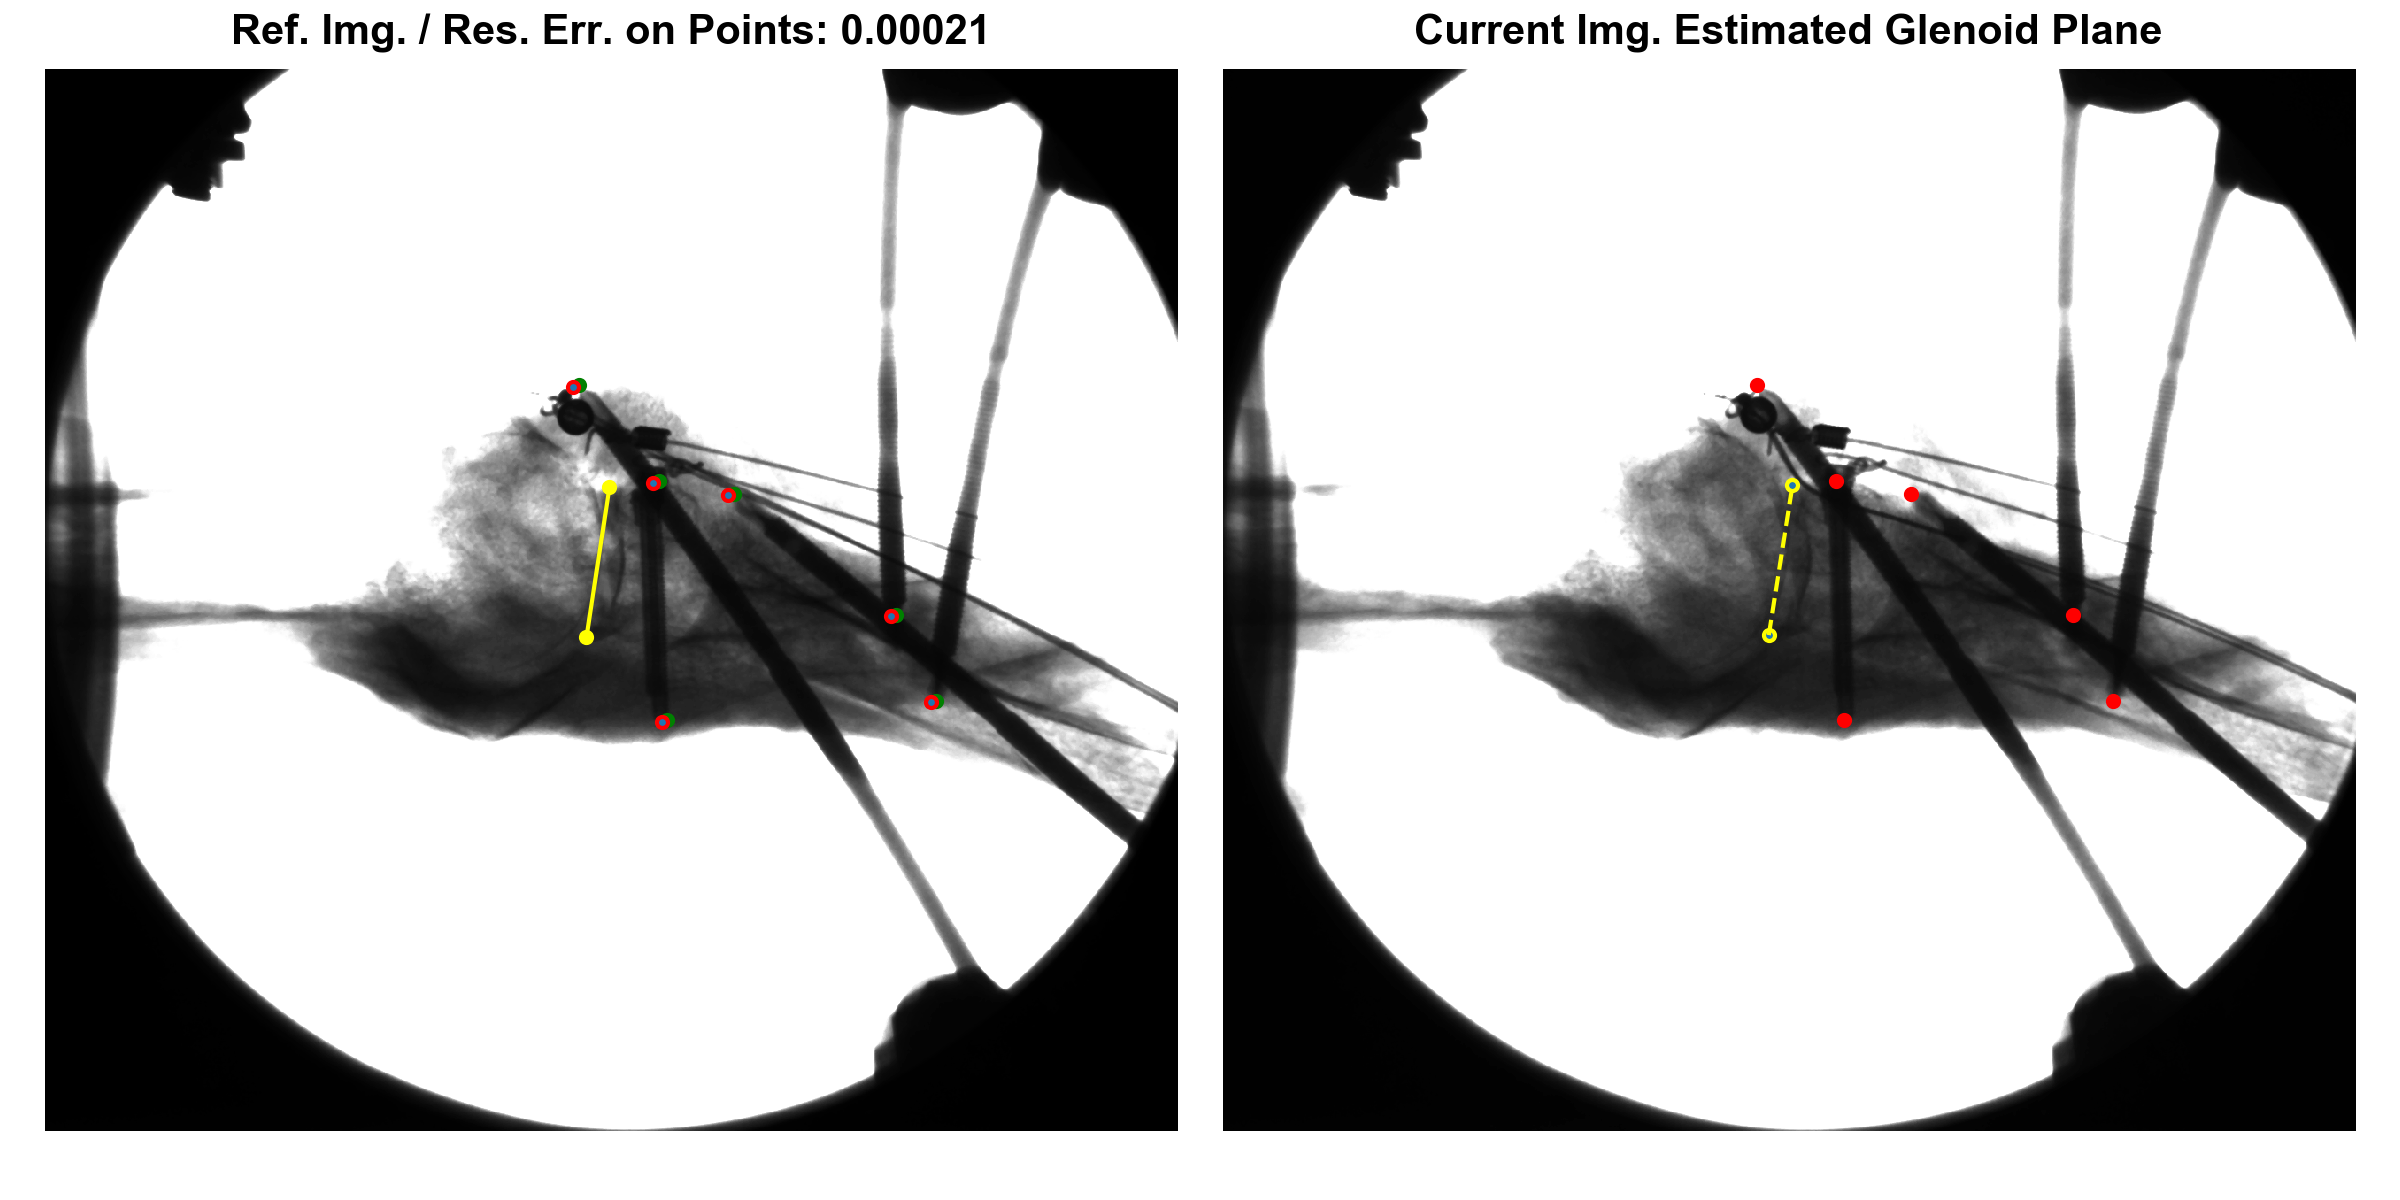 Ref. Img. / Res. Err. on Points: 0.00021
Current Img. Estimated Glenoid Plane